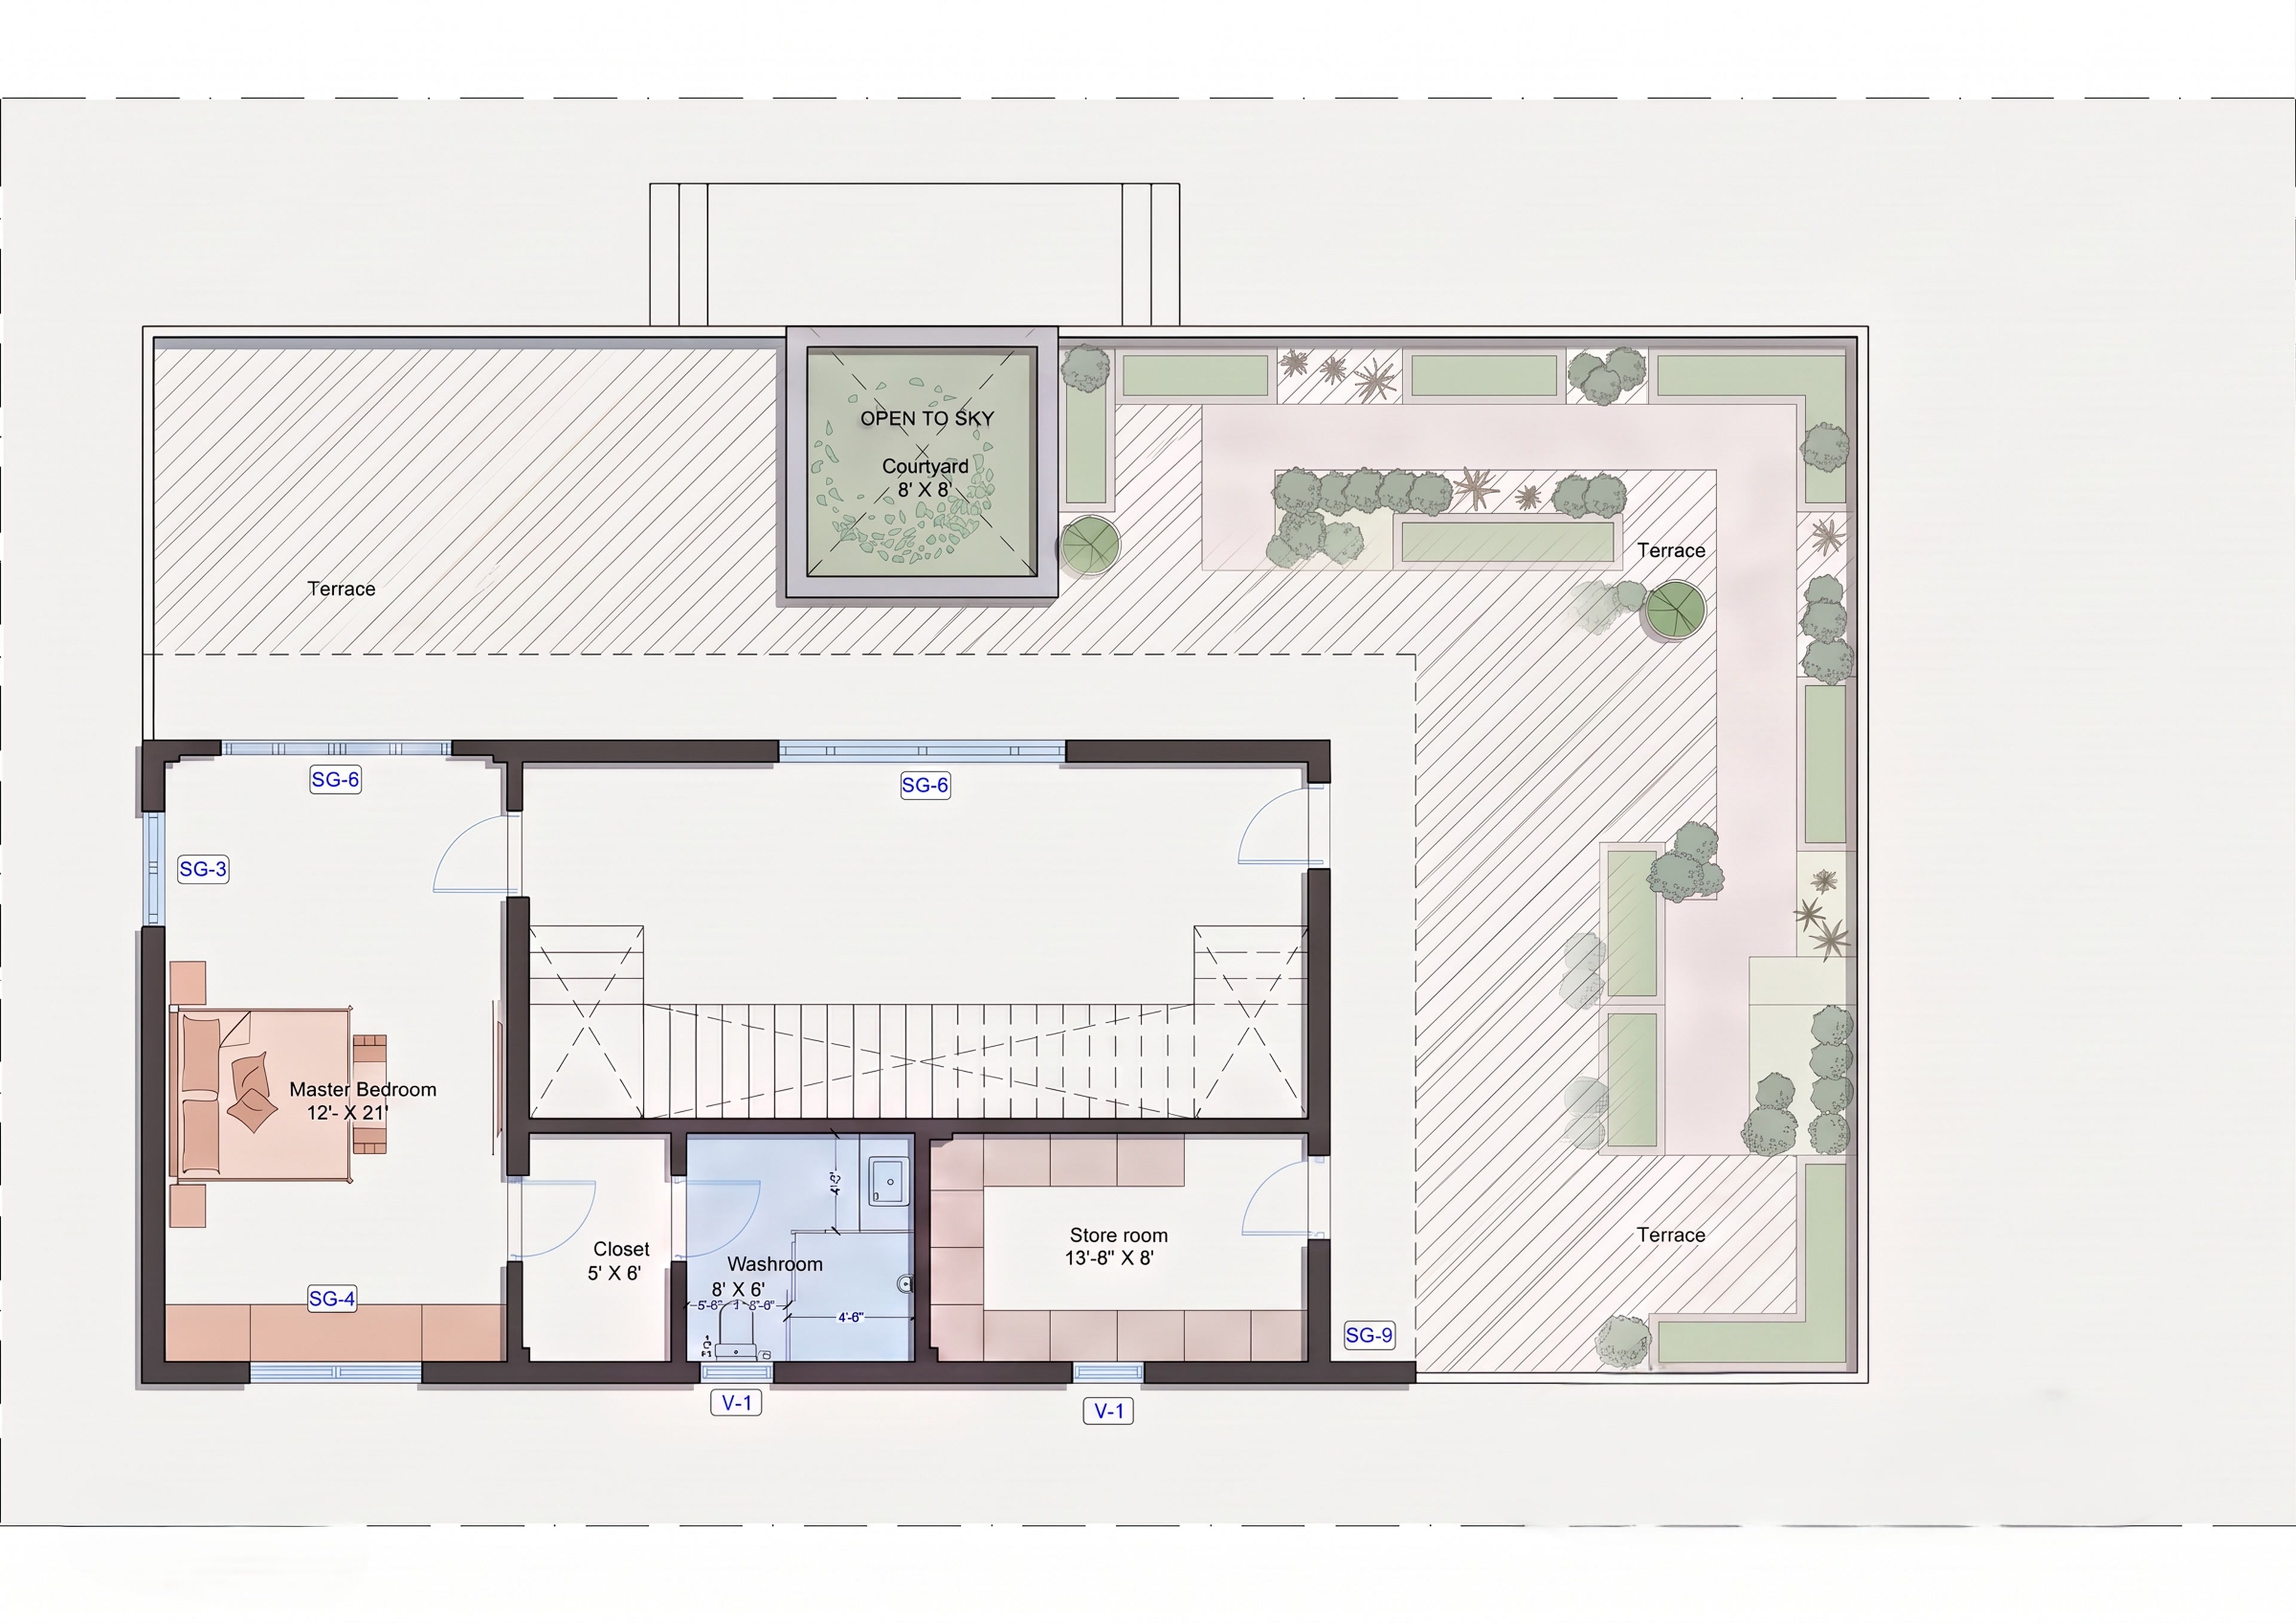 OPEN TO SKY
Courtyard
8' X 8'
Terrace
Terrace
SG-6
SG-6
SG-3
Master Bedroom
12'- X 21'
Closet
5' X 6'
Washroom
8' X 6'
4'-6"
Store room
13'-8" X 8'
Terrace
SG-4
SG-9
V-1
V-1